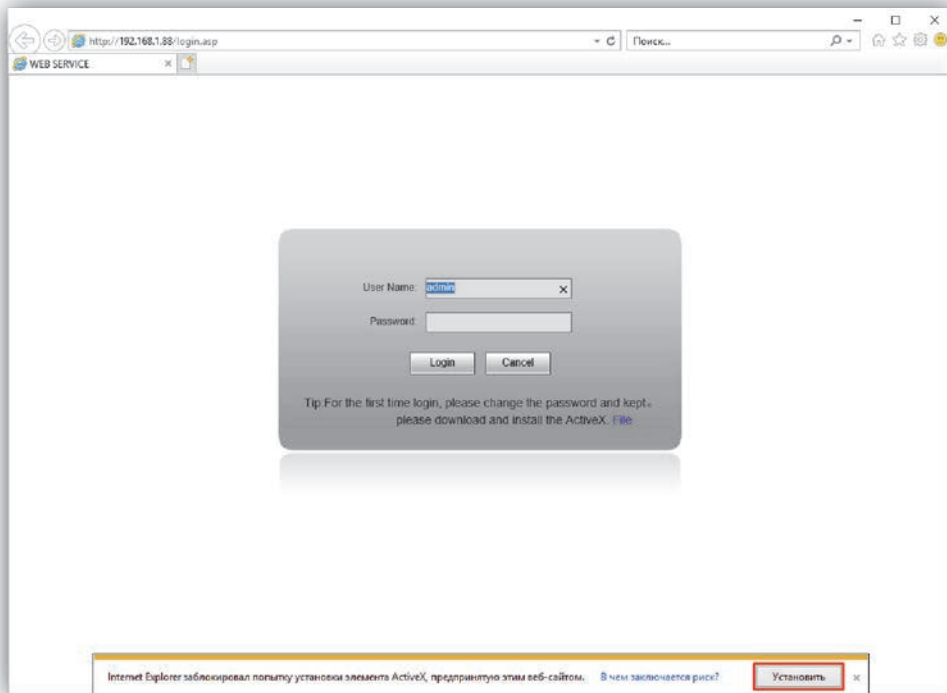 http://192.168.1.88/login.asp
Поиск...
WEB SERVICE
User Name: admin
Password:
Login Cancel
Tip:For the first time login, please change the password and kept.
please download and install the ActiveX. File
Internet Explorer заблокировал попытку установки элемента ActiveX, предпринятую этим веб-сайтом. В чем заключается риск? Установить